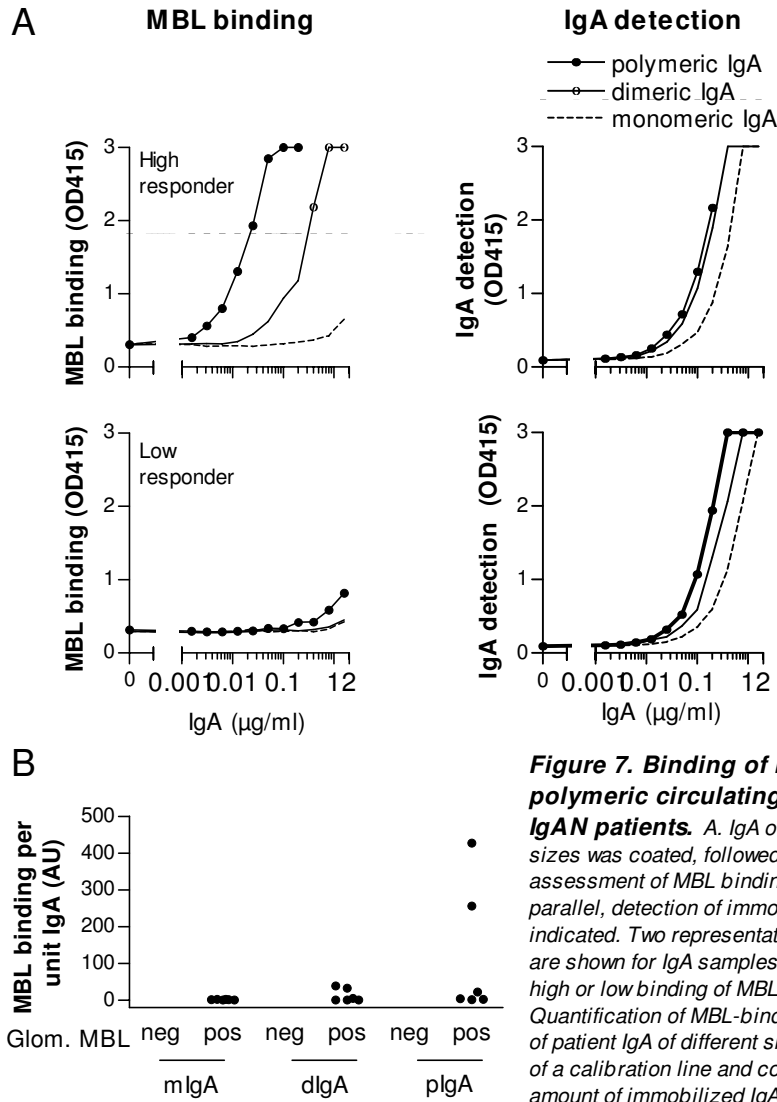 A
MBL binding
IgA detection
polymeric IgA
dimeric IgA
monomeric IgA
High
responder
MBL binding (OD415)
3
2
1
0
IgA detection
(OD415)
3
2
1
0
Low
responder
MBL binding (OD415)
3
2
1
0
0 0.001 0.01 0.1 1 2
IgA (µg/ml)
IgA detection (OD415)
3
2
1
0
0 0.001 0.01 0.1 1 2
IgA (µg/ml)
B
MBL binding per
unit IgA (AU)
500
400
300
200
100
0
Glom. MBL neg pos neg pos neg pos
mIgA dIgA pIgA
Figure 7. Binding of
polymeric circulating
IgAN patients. A. IgA o
sizes was coated, followed
assessment of MBL bindin
parallel, detection of immo
indicated. Two representat
are shown for IgA samples
high or low binding of MBL
Quantification of MBL-bind
of patient IgA of different si
of a calibration line and co
amount of immobilized IgA